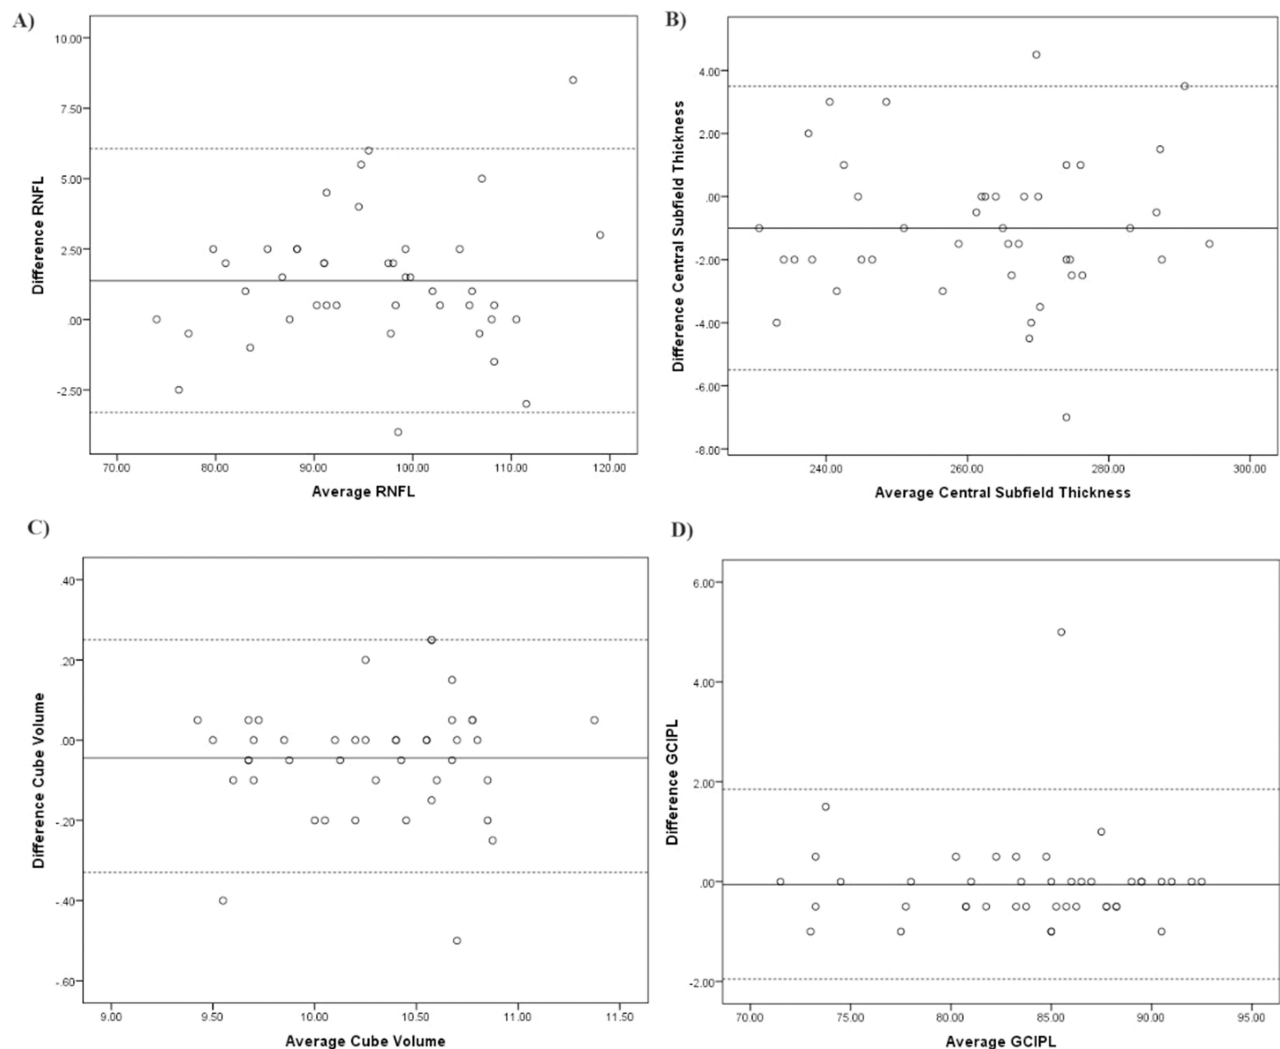 A)
10.00
7.50
5.00
2.50
.00
-2.50
Difference RNFL
70.00 80.00 90.00 100.00 110.00 120.00
Average RNFL
B)
4.00
2.00
.00
-2.00
-4.00
-6.00
-8.00
Difference Central Subfield Thickness
240.00 260.00 280.00 300.00
Average Central Subfield Thickness
C)
.40
.20
.00
-.20
-.40
-.60
Difference Cube Volume
9.00 9.50 10.00 10.50 11.00 11.50
Average Cube Volume
D)
6.00
4.00
2.00
.00
-2.00
Difference GCIPL
70.00 75.00 80.00 85.00 90.00 95.00
Average GCIPL